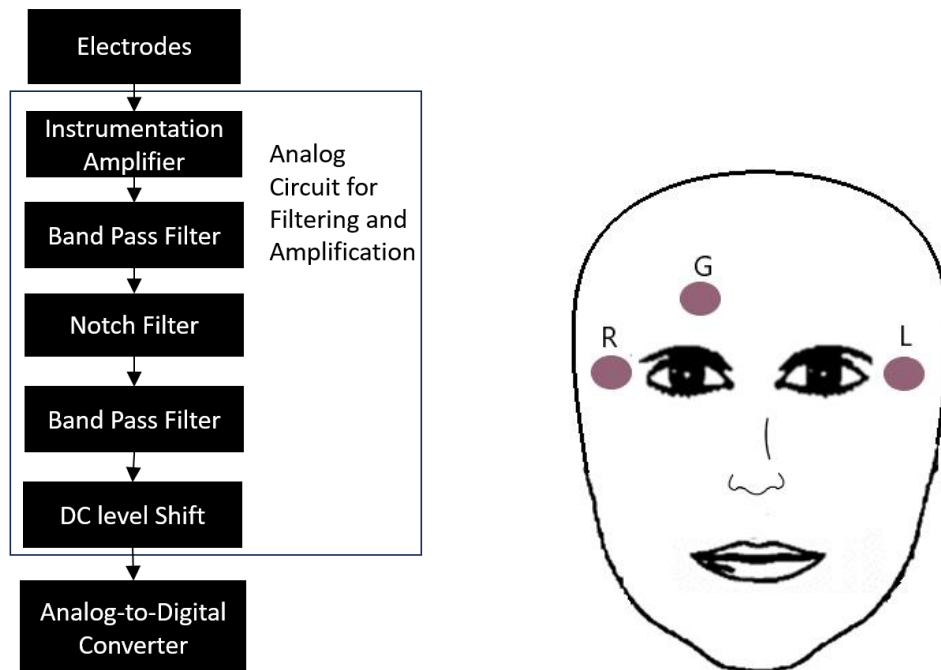 Electrodes
Instrumentation
Amplifier
Band Pass Filter
Notch Filter
Band Pass Filter
DC level Shift
Analog-to-Digital
Converter
Analog
Circuit for
Filtering and
Amplification
G
R
L